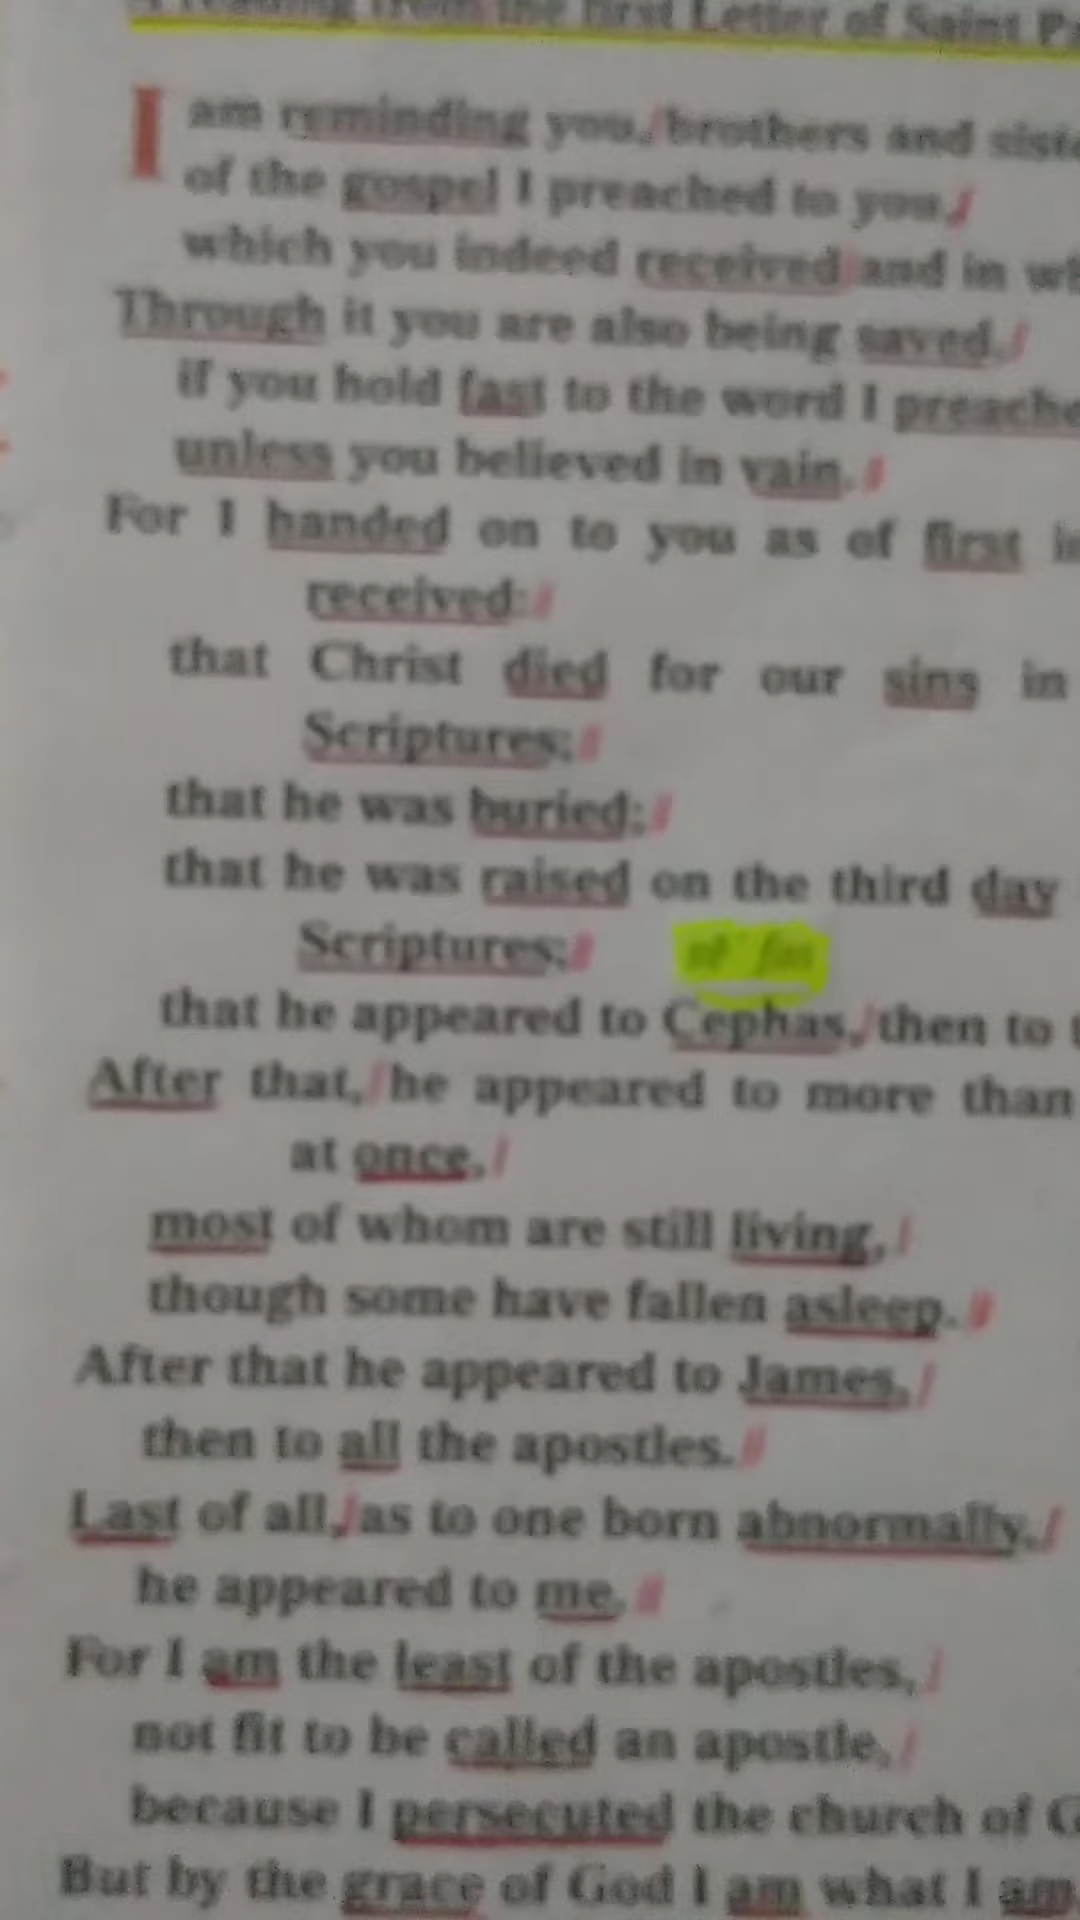 A reading from the first Letter of Saint
I am reminding you, brothers and
of the gospel I preached to you,
which you indeed received and in
Through it you are also being saved,
if you hold fast to the word I
unless you believed in vain.
For I handed on to you as of first
received:
that Christ died for our sins in
Scriptures;
that he was buried;
that he was raised on the third day
Scriptures;
that he appeared to Cephas, then to
After that, he appeared to more than
at once,
most of whom are still living,
though some have fallen asleep.
After that he appeared to James,
then to all the apostles.
Last of all, as to one born abnormally,
he appeared to me.
For I am the least of the apostles,
not fit to be called an apostle,
because I persecuted the church of
But by the grace of God I am what I am